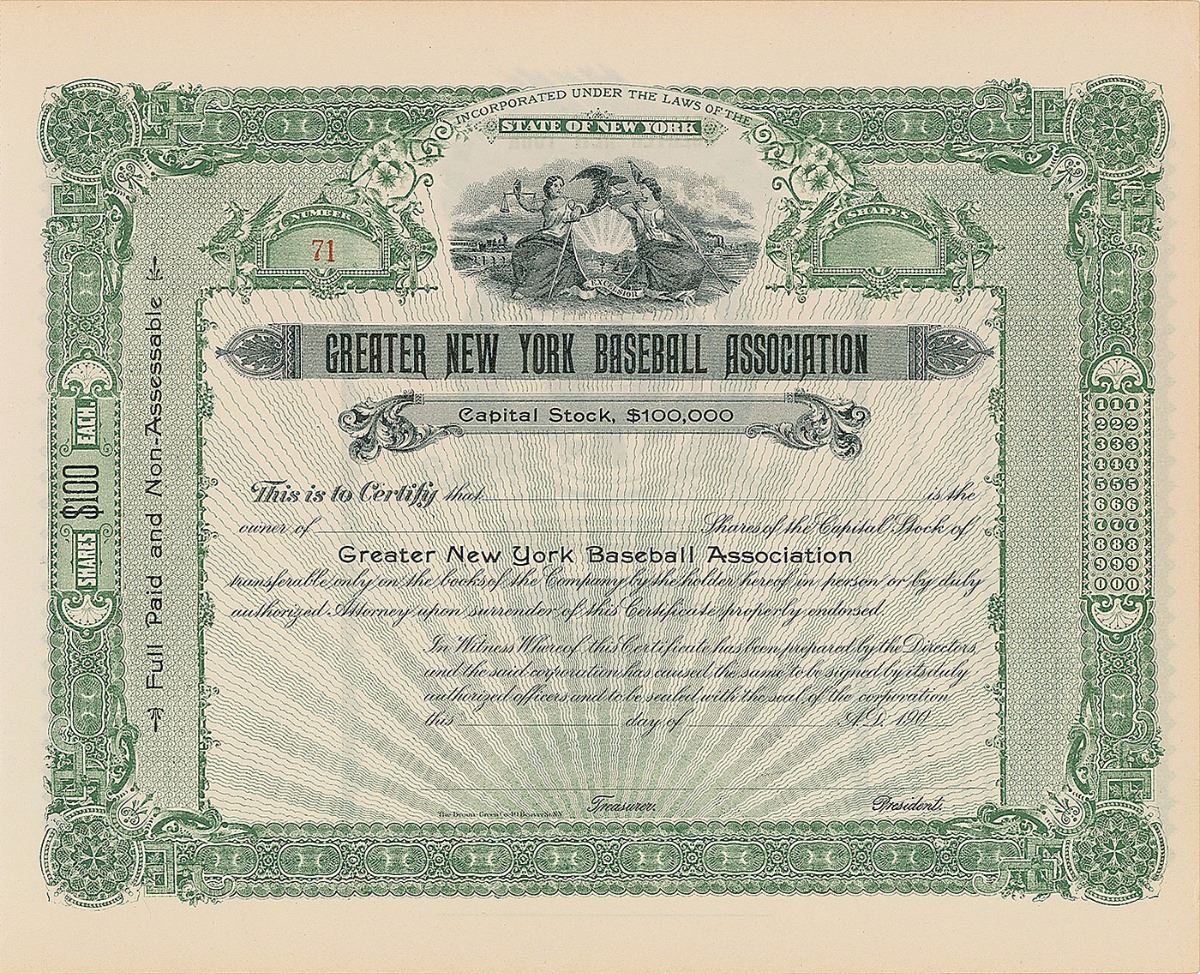 INCORPORATED UNDER THE LAWS OF THE
STATE OF NEW YORK
NUMBER
71
SHARES
EXCELSIOR
GREATER NEW YORK BASEBALL ASSOCIATION
Capital Stock, $100,000
SHARES $100 EACH.
Full Paid and Non-Assessable
This is to Certify that is the
owner of Shares of the Capital Stock of
Greater New York Baseball Association
transferable only on the books of the Company by the holder hereof in person or by duly
authorized Attorney upon surrender of this Certificate properly endorsed.
In Witness Whereof this Certificate has been prepared by the Directors,
and the said corporation has caused the same to be signed by its duly
authorized officers and to be sealed with the seal of the corporation
this day of A.D. 190
Treasurer. President.
111
222
333
444
555
666
777
888
999
000